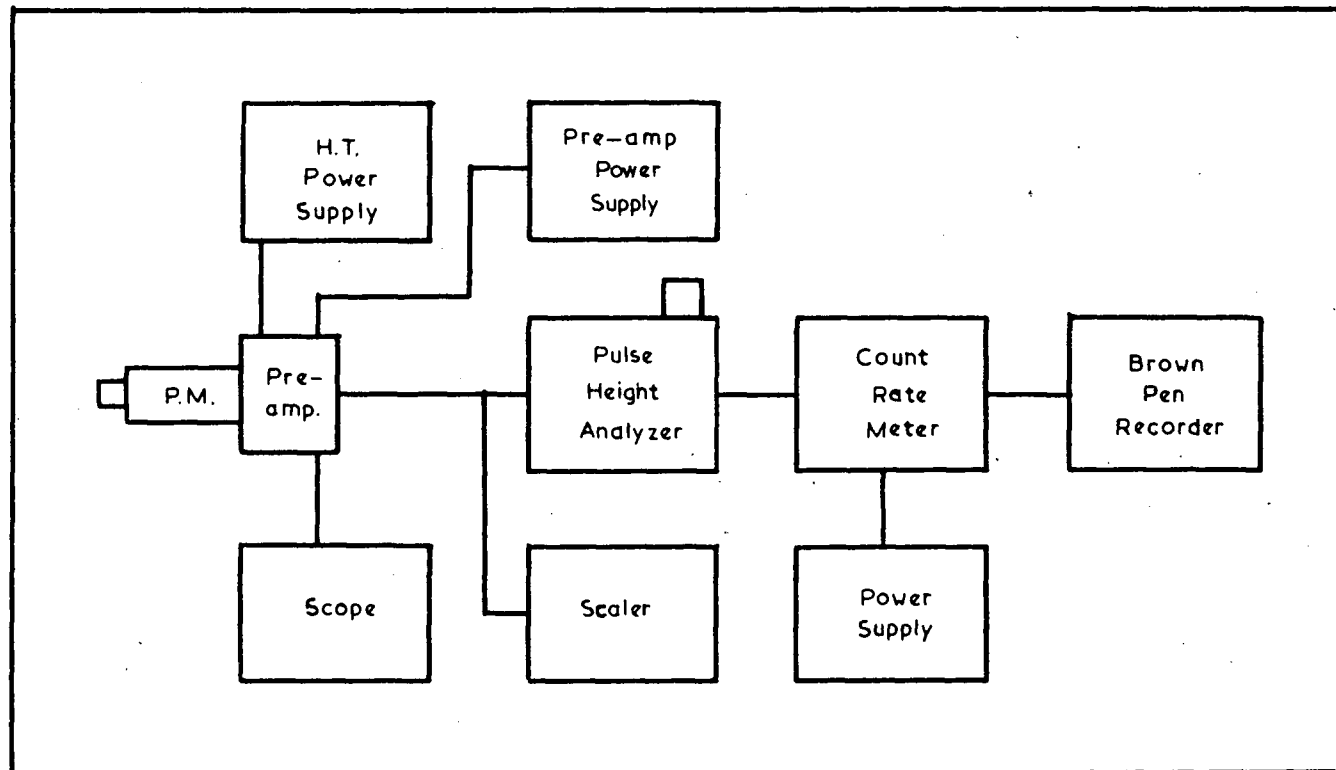 H.T.
Power
Supply
Pre-amp
Power
Supply
P.M.
Pre-
amp.
Pulse
Height
Analyzer
Count
Rate
Meter
Brown
Pen
Recorder
Scope
Scaler
Power
Supply